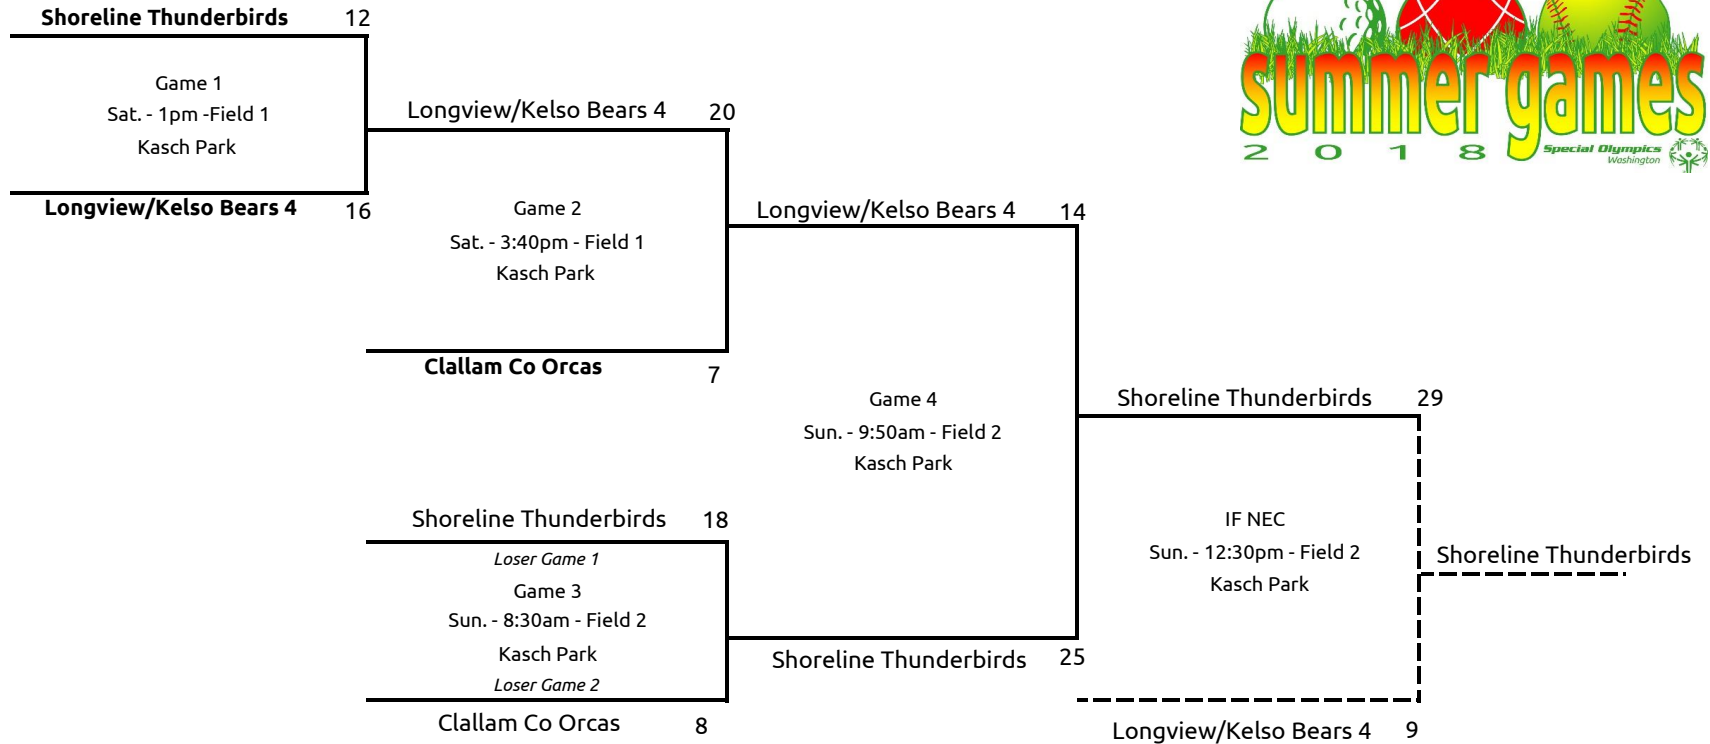 Shoreline Thunderbirds 12
Game 1
Sat. - 1pm -Field 1
Kasch Park
Longview/Kelso Bears 4 16
Longview/Kelso Bears 4 20
Game 2
Sat. - 3:40pm - Field 1
Kasch Park
Clallam Co Orcas 7
Shoreline Thunderbirds 18
Loser Game 1
Game 3
Sun. - 8:30am - Field 2
Kasch Park
Loser Game 2
Clallam Co Orcas 8
Longview/Kelso Bears 4 14
Game 4
Sun. - 9:50am - Field 2
Kasch Park
Shoreline Thunderbirds 25
Shoreline Thunderbirds 29
IF NEC
Sun. - 12:30pm - Field 2
Kasch Park
Longview/Kelso Bears 4 9
Shoreline Thunderbirds
summer games
2018
Special Olympics
Washington